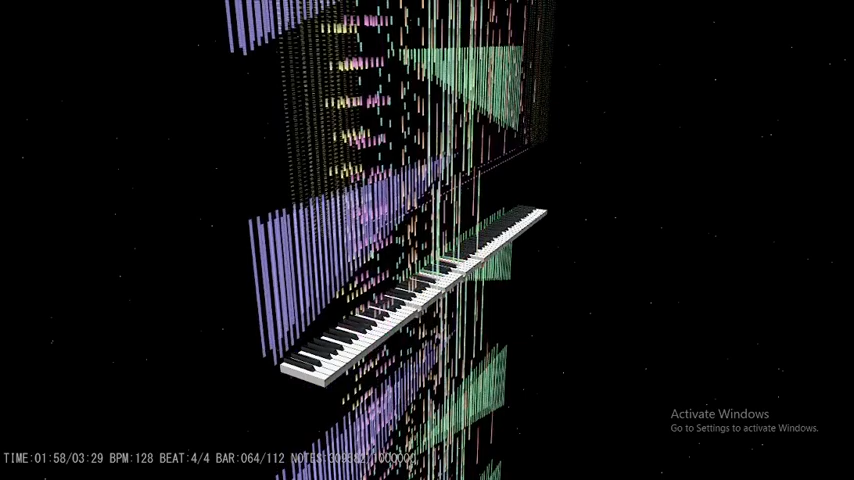 Activate Windows
Go to Settings to activate Windows.
TIME:01:58/03:29 BPM:128 BEAT:4/4 BAR:064/112 NOTES: